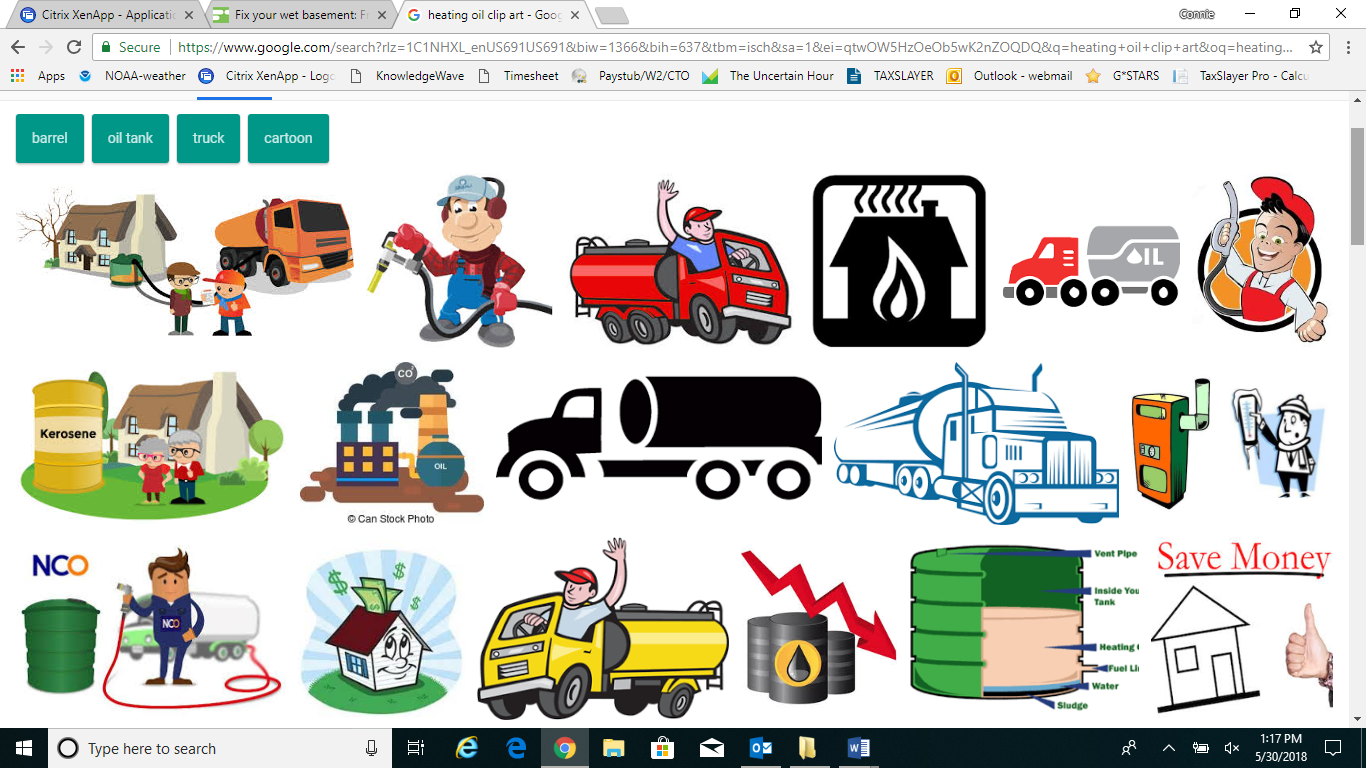 Citrix XenApp - Applicatio
Fix your wet basement: Fr
heating oil clip art - Goog
Connie
Secure
https://www.google.com/search?rlz=1C1NHXL_enUS691US691&biw=1366&bih=637&tbm=isch&sa=1&ei=qtwOW5HzOeOb5wK2nZOQDQ&q=heating+oil+clip+art&oq=heating...
Apps
NOAA-weather
Citrix XenApp - Logo
KnowledgeWave
Timesheet
Paystub/W2/CTO
The Uncertain Hour
TAXSLAYER
Outlook - webmail
G*STARS
TaxSlayer Pro - Calcu
barrel
oil tank
truck
cartoon
OIL
Kerosene
CO
OIL
© Can Stock Photo
NCO
NCO
Vent Pipe
Inside You
Tank
Heating
Fuel Li
Water
Sludge
Save Money
Type here to search
1:17 PM
5/30/2018